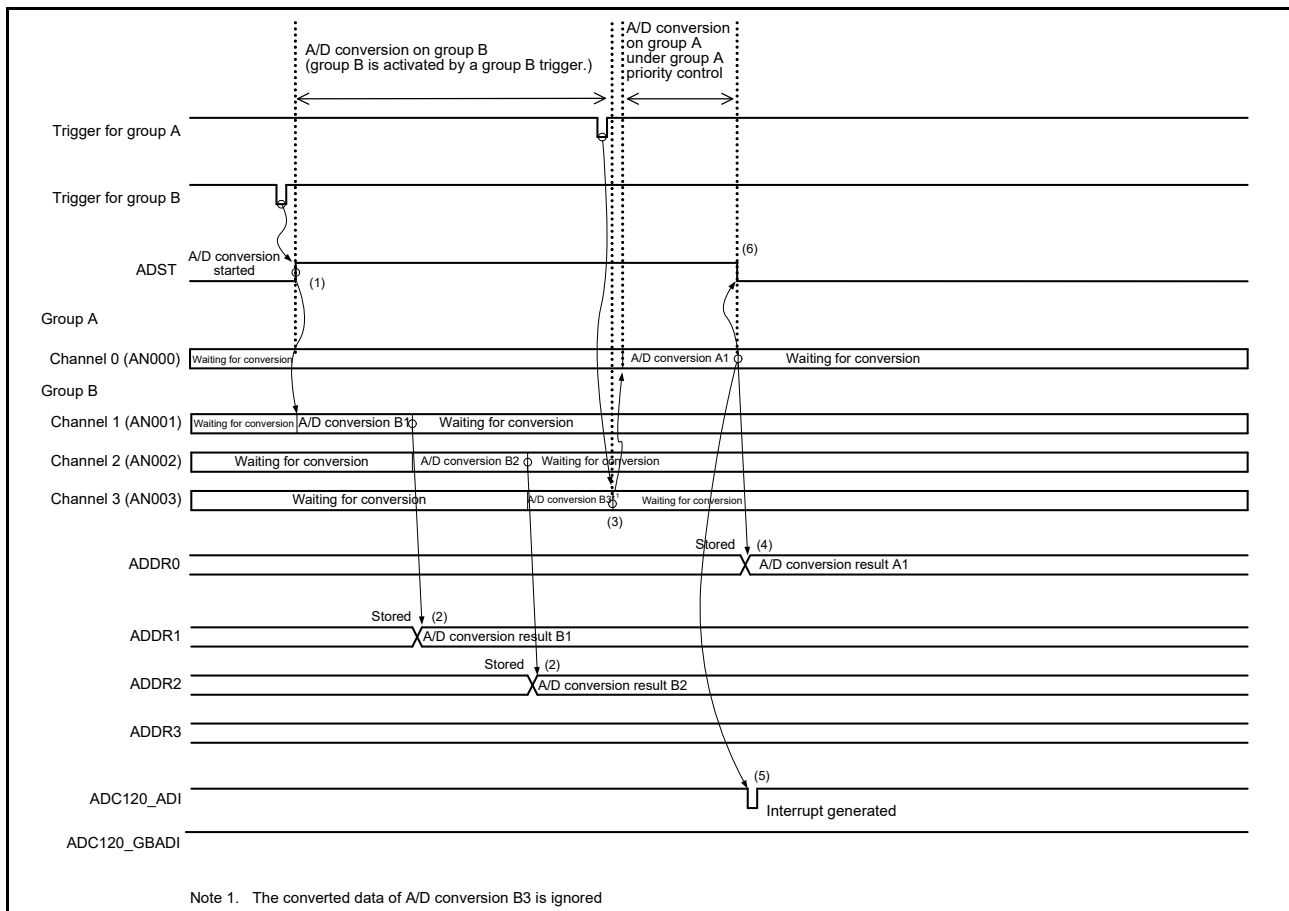 A/D conversion on group B
(group B is activated by a group B trigger.)
A/D conversion
on group A
under group A
priority control
Trigger for group A
Trigger for group B
A/D conversion
started
ADST
(1)
(6)
Group A
Channel 0 (AN000)
Waiting for conversion
A/D conversion A1
Waiting for conversion
Group B
Channel 1 (AN001)
Waiting for conversion
A/D conversion B1
Waiting for conversion
Channel 2 (AN002)
Waiting for conversion
A/D conversion B2
Waiting for conversion
Channel 3 (AN003)
Waiting for conversion
A/D conversion B3*1
Waiting for conversion
(3)
Stored
(4)
ADDR0
A/D conversion result A1
Stored
(2)
ADDR1
A/D conversion result B1
Stored
(2)
ADDR2
A/D conversion result B2
ADDR3
(5)
ADC120_ADI
Interrupt generated
ADC120_GBADI
Note 1. The converted data of A/D conversion B3 is ignored